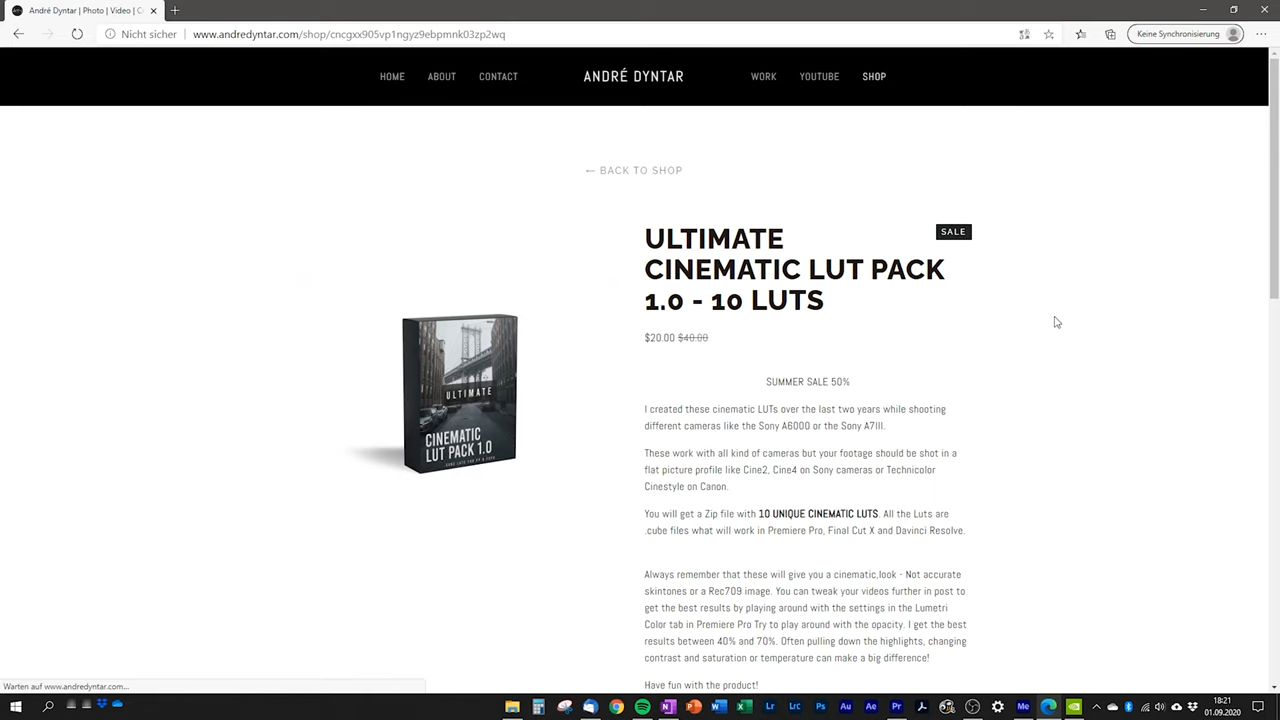 André Dyntar | Photo | Video | C
Nicht sicher
www.andredyntar.com/shop/cncgxx905vp1ngyz9ebpmnk03zp2wq
Keine Synchronisierung
HOME ABOUT CONTACT ANDRÉ DYNTAR WORK YOUTUBE SHOP
← BACK TO SHOP
ULTIMATE
CINEMATIC LUT PACK
1.0 - 10 LUTS
SALE
$20.00 $40.00
SUMMER SALE 50%
I created these cinematic LUTs over the last two years while shooting
different cameras like the Sony A6000 or the Sony A7III.
These work with all kind of cameras but your footage should be shot in a
flat picture profile like Cine2, Cine4 on Sony cameras or Technicolor
Cinestyle on Canon.
You will get a Zip file with 10 UNIQUE CINEMATIC LUTS. All the Luts are
.cube files what will work in Premiere Pro, Final Cut X and Davinci Resolve.
Always remember that these will give you a cinematic,look - Not accurate
skintones or a Rec709 image. You can tweak your videos further in post to
get the best results by playing around with the settings in the Lumetri
Color tab in Premiere Pro Try to play around with the opacity. I get the best
results between 40% and 70%. Often pulling down the highlights, changing
contrast and saturation or temperature can make a big difference!
Have fun with the product!
ULTIMATE
CINEMATIC
LUT PACK 1.0
Warten auf www.andredyntar.com...
Lr LrC Ps Au Ae Pr Me
18:21
01.09.2020